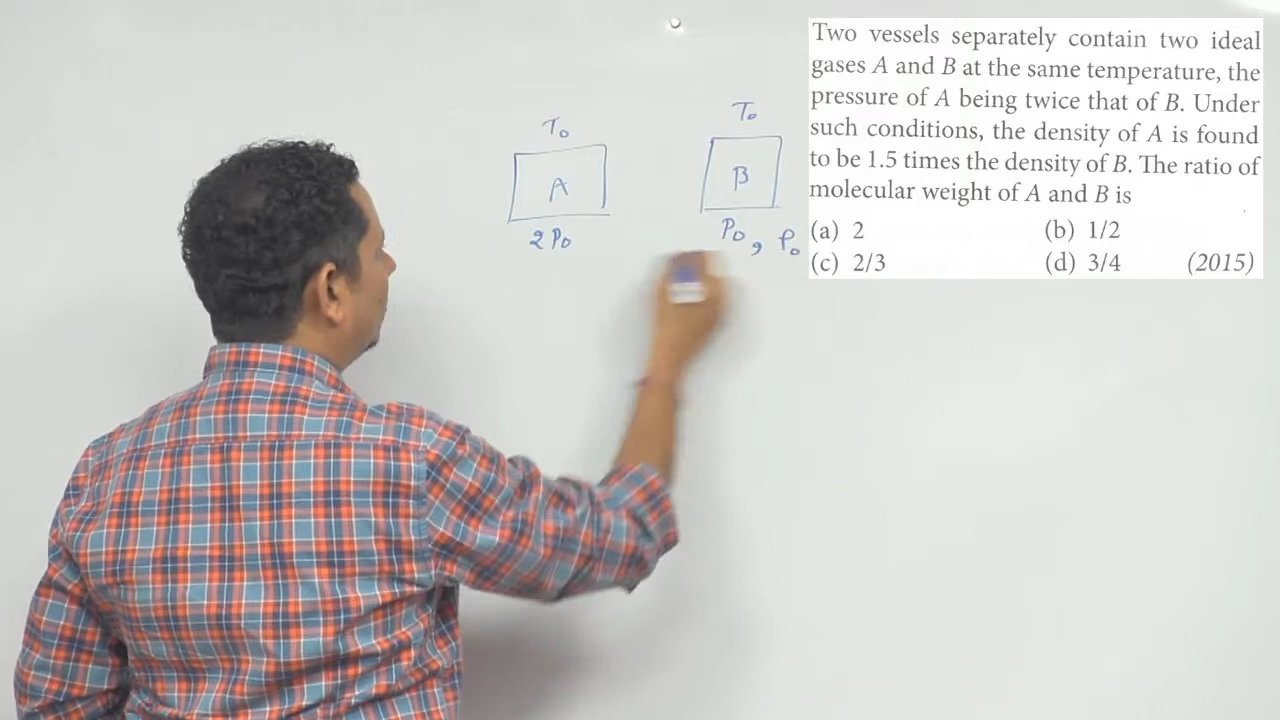 Two vessels separately contain two ideal
gases A and B at the same temperature, the
pressure of A being twice that of B. Under
such conditions, the density of A is found
to be 1.5 times the density of B. The ratio of
molecular weight of A and B is
(a) 2 (b) 1/2
(c) 2/3 (d) 3/4 (2015)
T₀ T₀
A B
2P₀ P₀, ρ₀